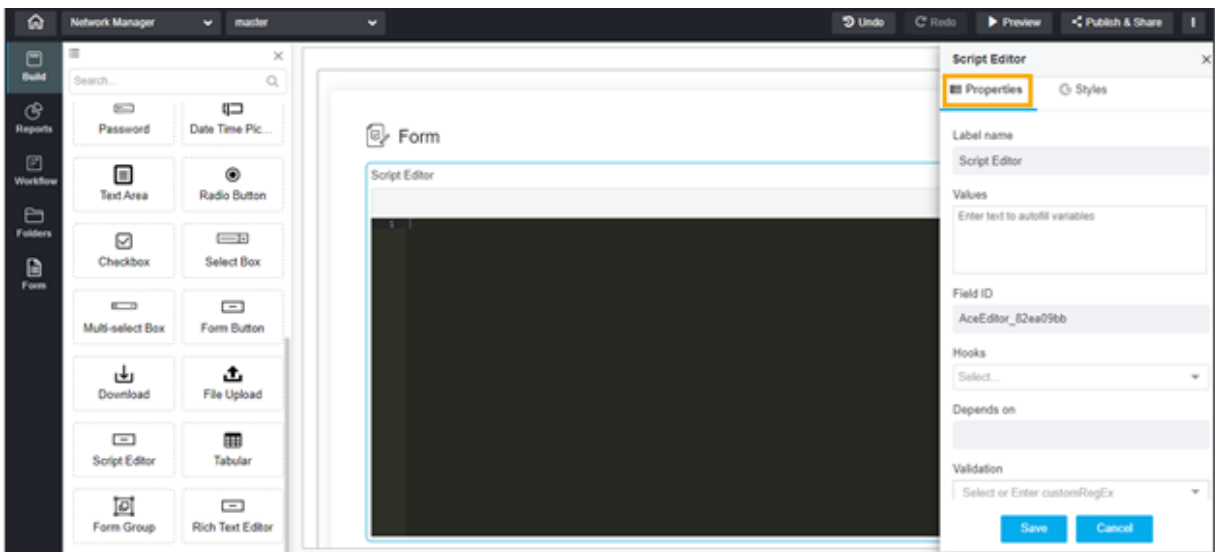 Network Manager
master
Undo
Redo
Preview
Publish & Share
Build
Reports
Workflow
Folders
Form
Search...
Password
Date Time Pic...
Text Area
Radio Button
Checkbox
Select Box
Multi-select Box
Form Button
Download
File Upload
Script Editor
Tabular
Form Group
Rich Text Editor
Form
Script Editor
1
Script Editor
Properties
Styles
Label name
Script Editor
Values
Enter text to autofill variables
Field ID
AceEditor_82ea09bb
Hooks
Select...
Depends on
Validation
Select or Enter customRegEx
Save
Cancel